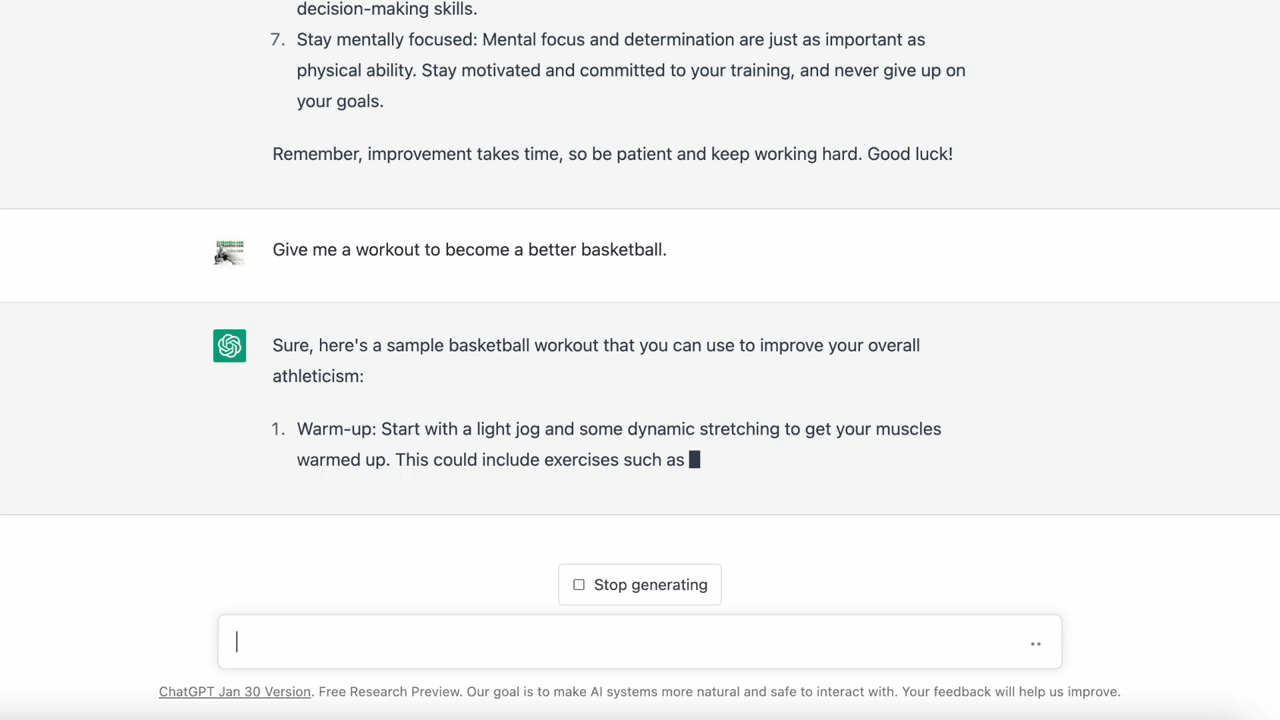 decision-making skills.
7. Stay mentally focused: Mental focus and determination are just as important as
physical ability. Stay motivated and committed to your training, and never give up on
your goals.
Remember, improvement takes time, so be patient and keep working hard. Good luck!
Give me a workout to become a better basketball.
Sure, here's a sample basketball workout that you can use to improve your overall
athleticism:
1. Warm-up: Start with a light jog and some dynamic stretching to get your muscles
warmed up. This could include exercises such as
Stop generating
ChatGPT Jan 30 Version. Free Research Preview. Our goal is to make AI systems more natural and safe to interact with. Your feedback will help us improve.